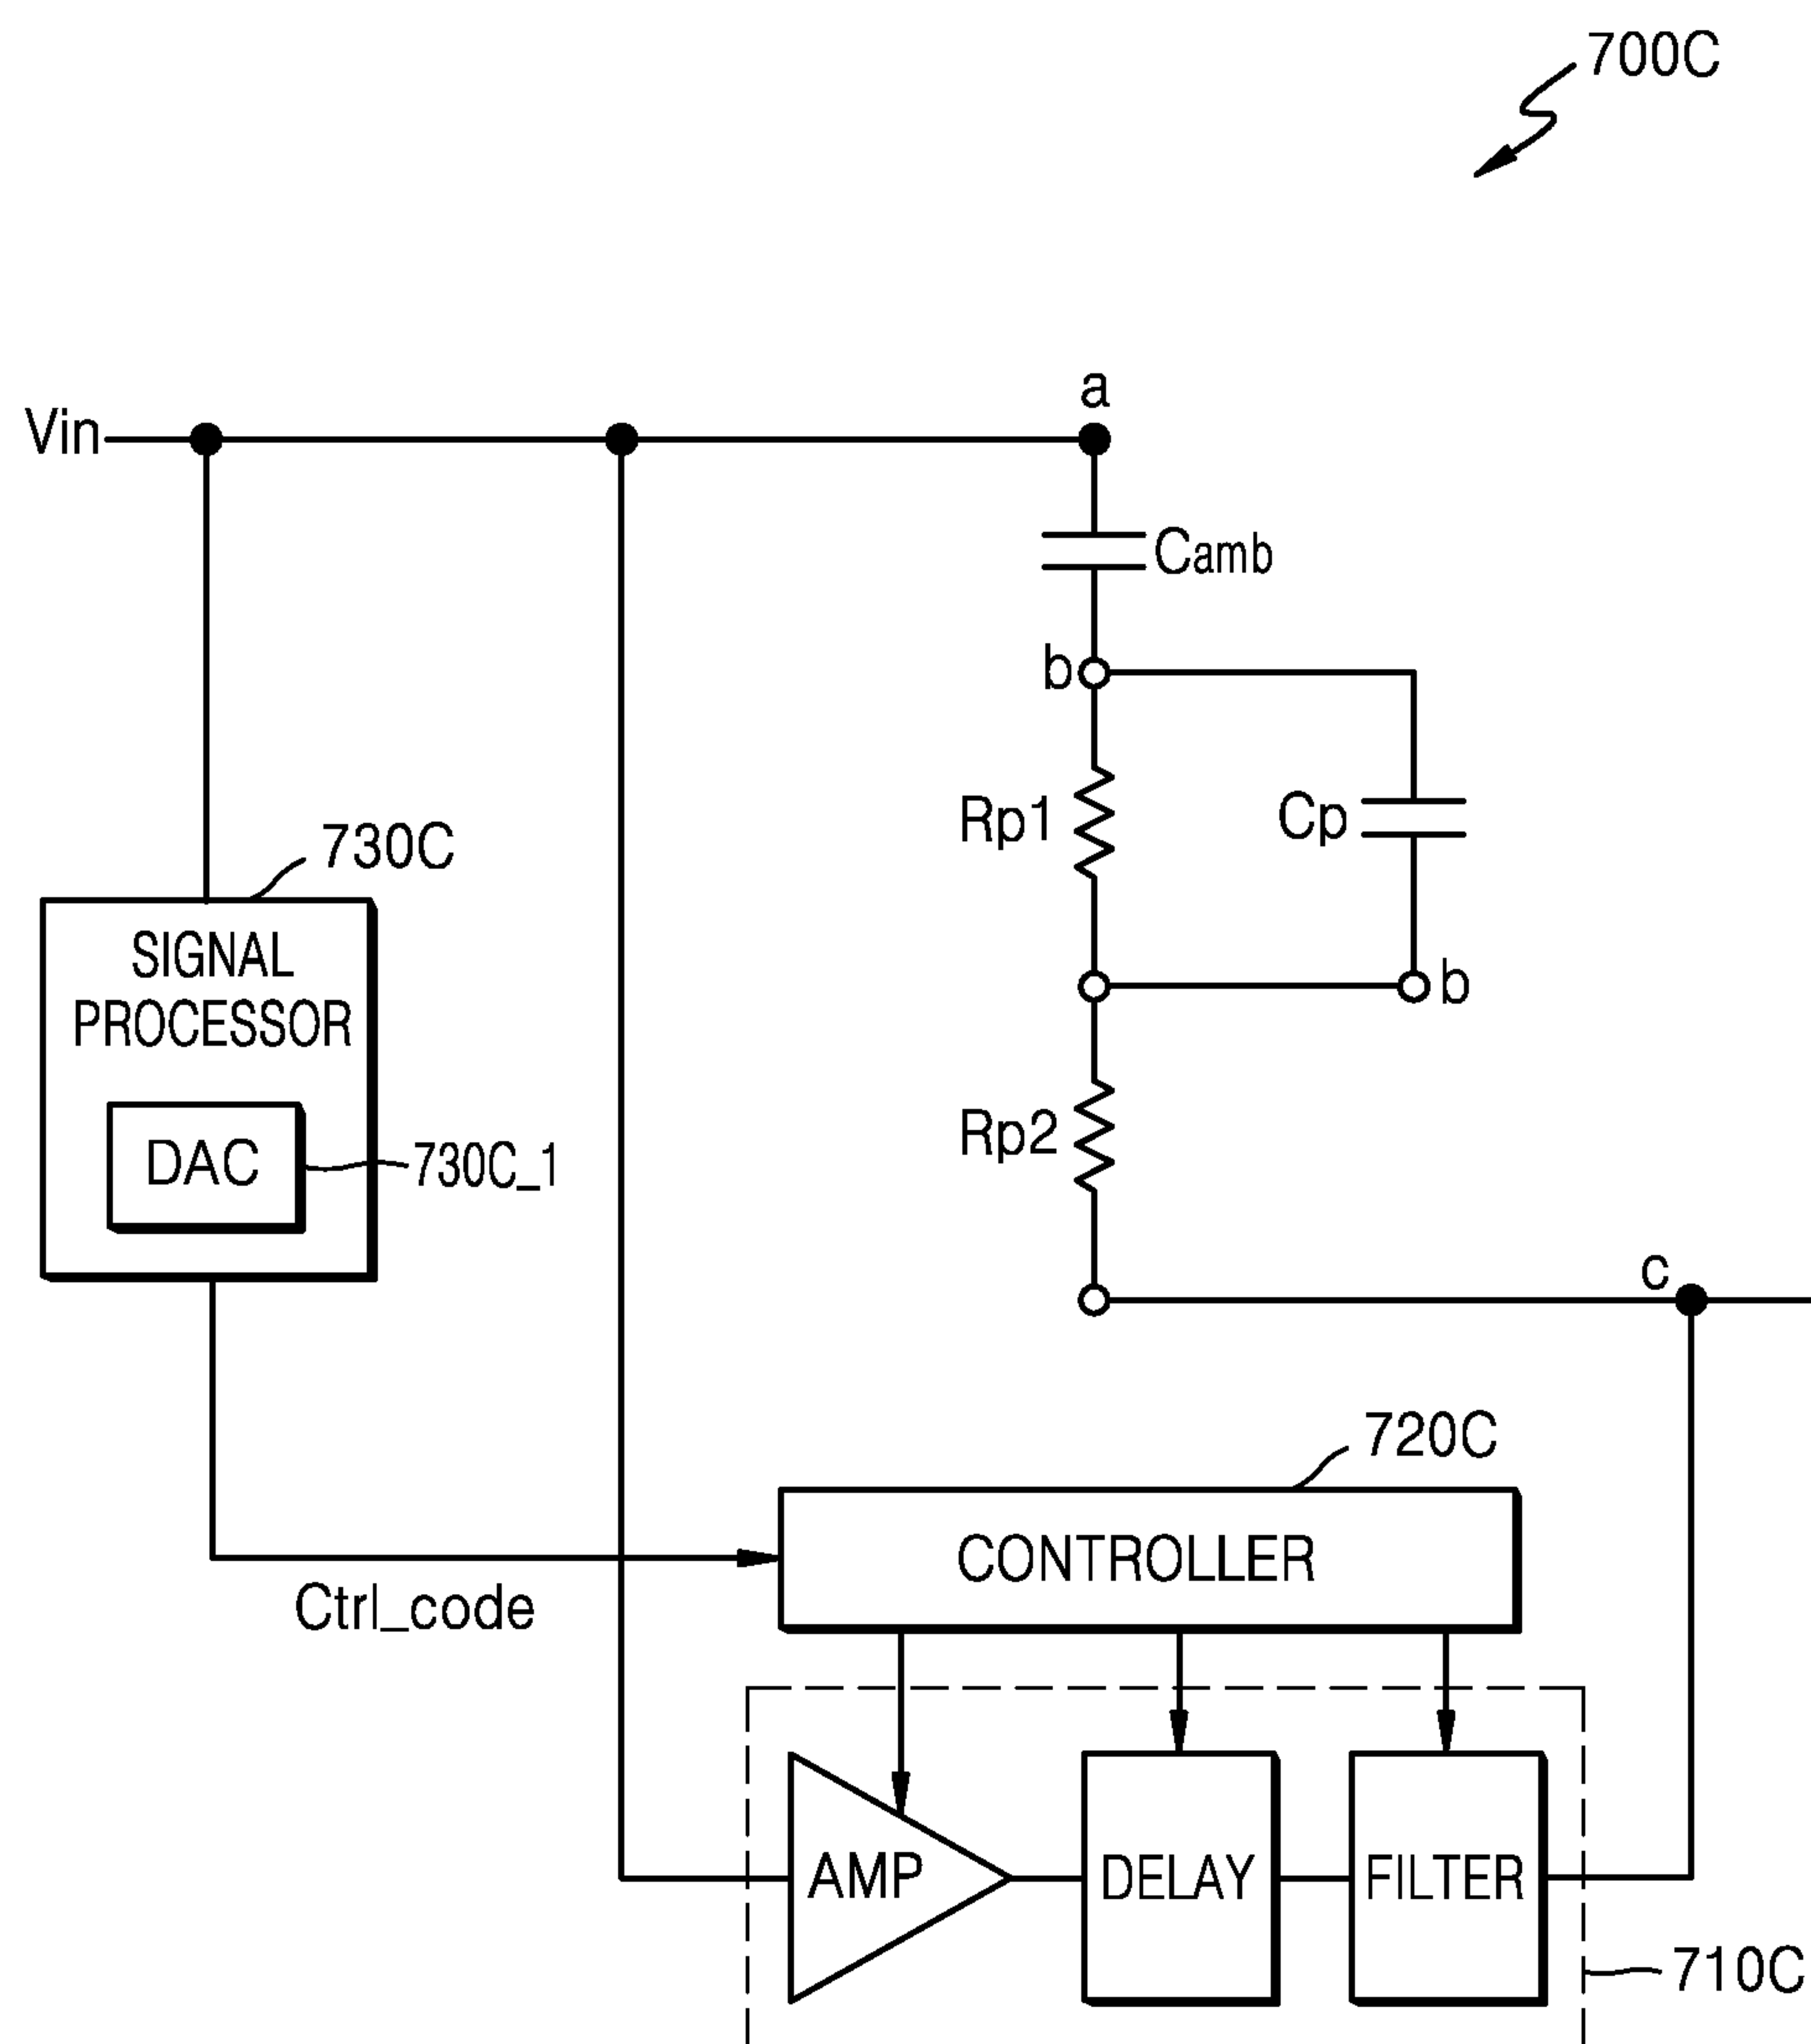 700C
a
Vin
Camb
b
Rp1
Cp
730C
SIGNAL
PROCESSOR
b
DAC
730C_1
Rp2
c
720C
CONTROLLER
Ctrl_code
AMP
DELAY
FILTER
710C